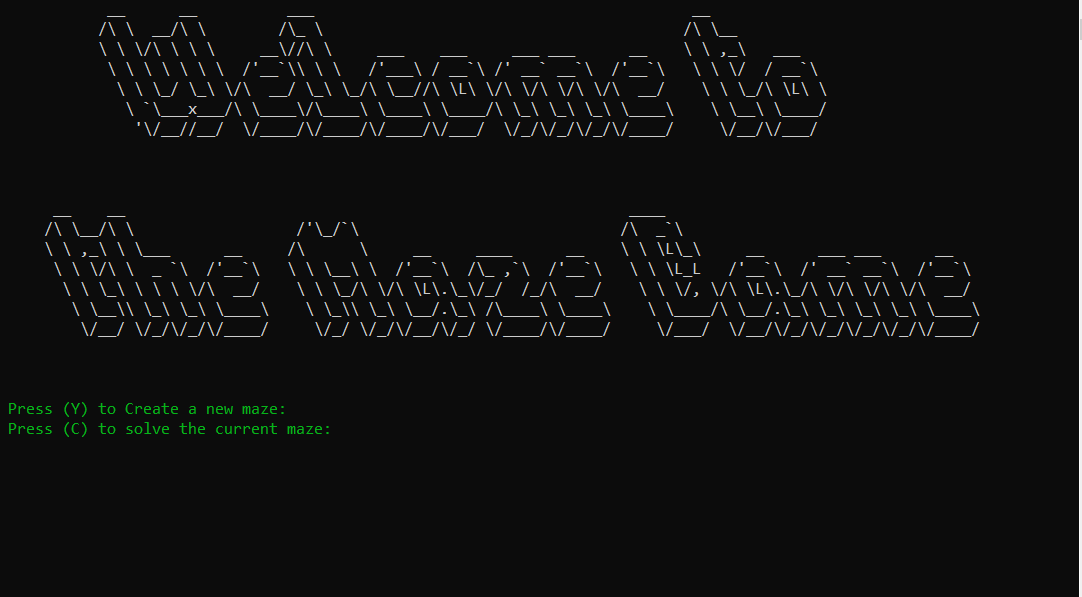 Welcome to
the Maze Game
Press (Y) to Create a new maze:
Press (C) to solve the current maze: